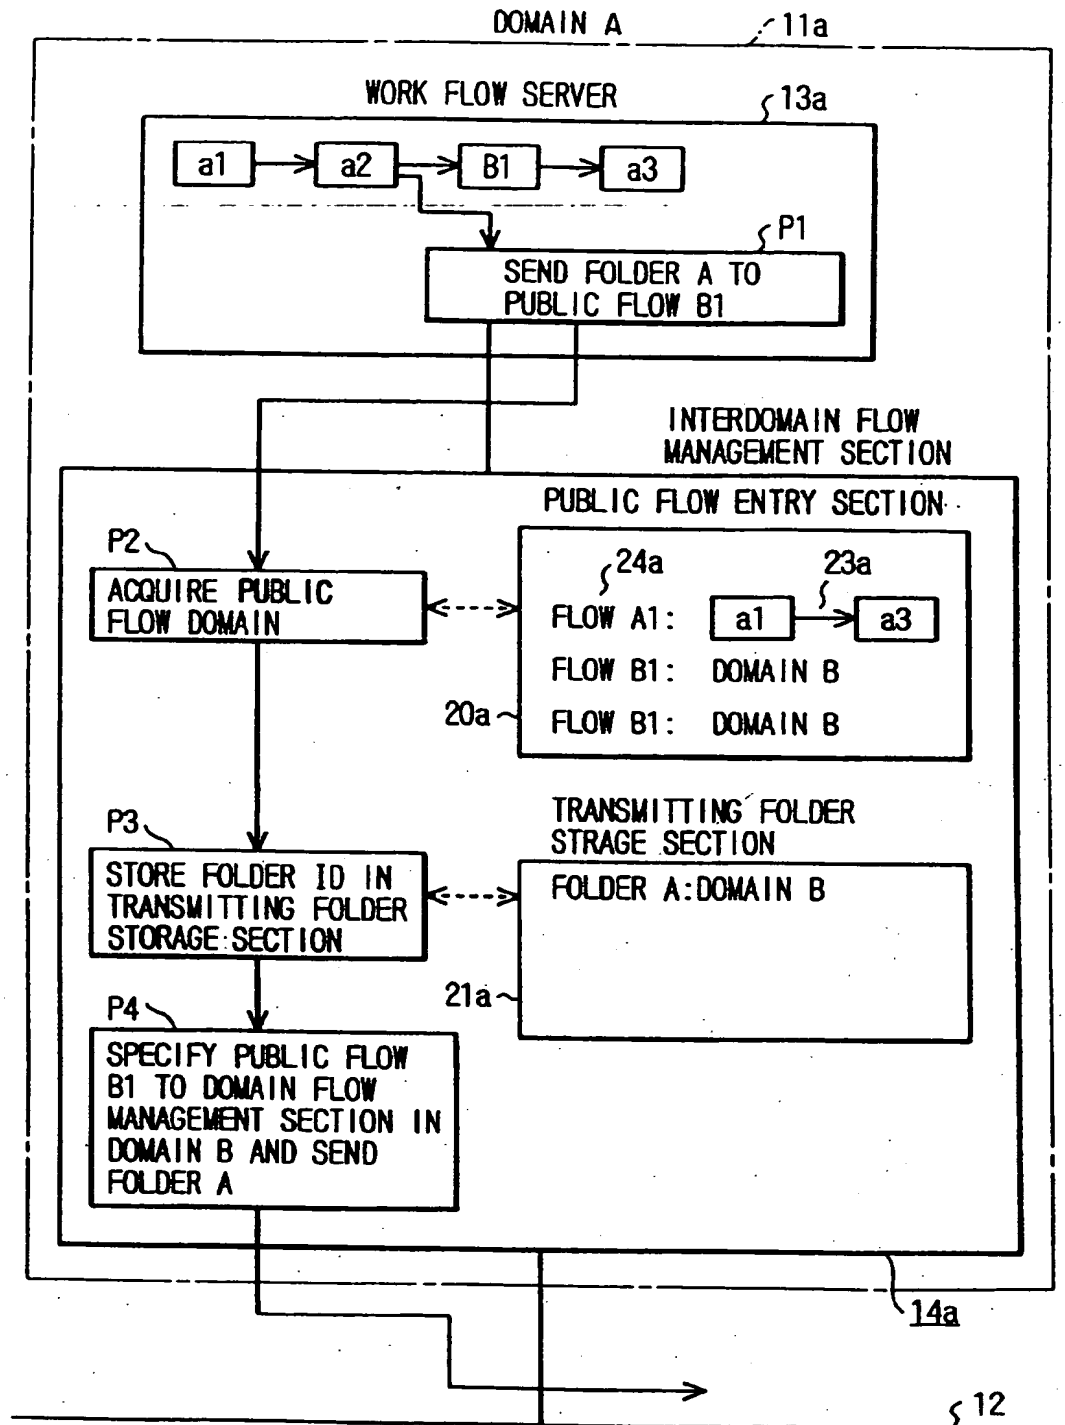 DOMAIN A
11a
WORK FLOW SERVER
13a
a1
a2
B1
a3
P1
SEND FOLDER A TO
PUBLIC FLOW B1
INTERDOMAIN FLOW
MANAGEMENT SECTION
PUBLIC FLOW ENTRY SECTION
P2
ACQUIRE PUBLIC
FLOW DOMAIN
24a
23a
FLOW A1: a1 a3
FLOW B1: DOMAIN B
20a
FLOW B1: DOMAIN B
P3
STORE FOLDER ID IN
TRANSMITTING FOLDER
STORAGE SECTION
TRANSMITTING FOLDER
STRAGE SECTION
FOLDER A:DOMAIN B
21a
P4
SPECIFY PUBLIC FLOW
B1 TO DOMAIN FLOW
MANAGEMENT SECTION IN
DOMAIN B AND SEND
FOLDER A
14a
12